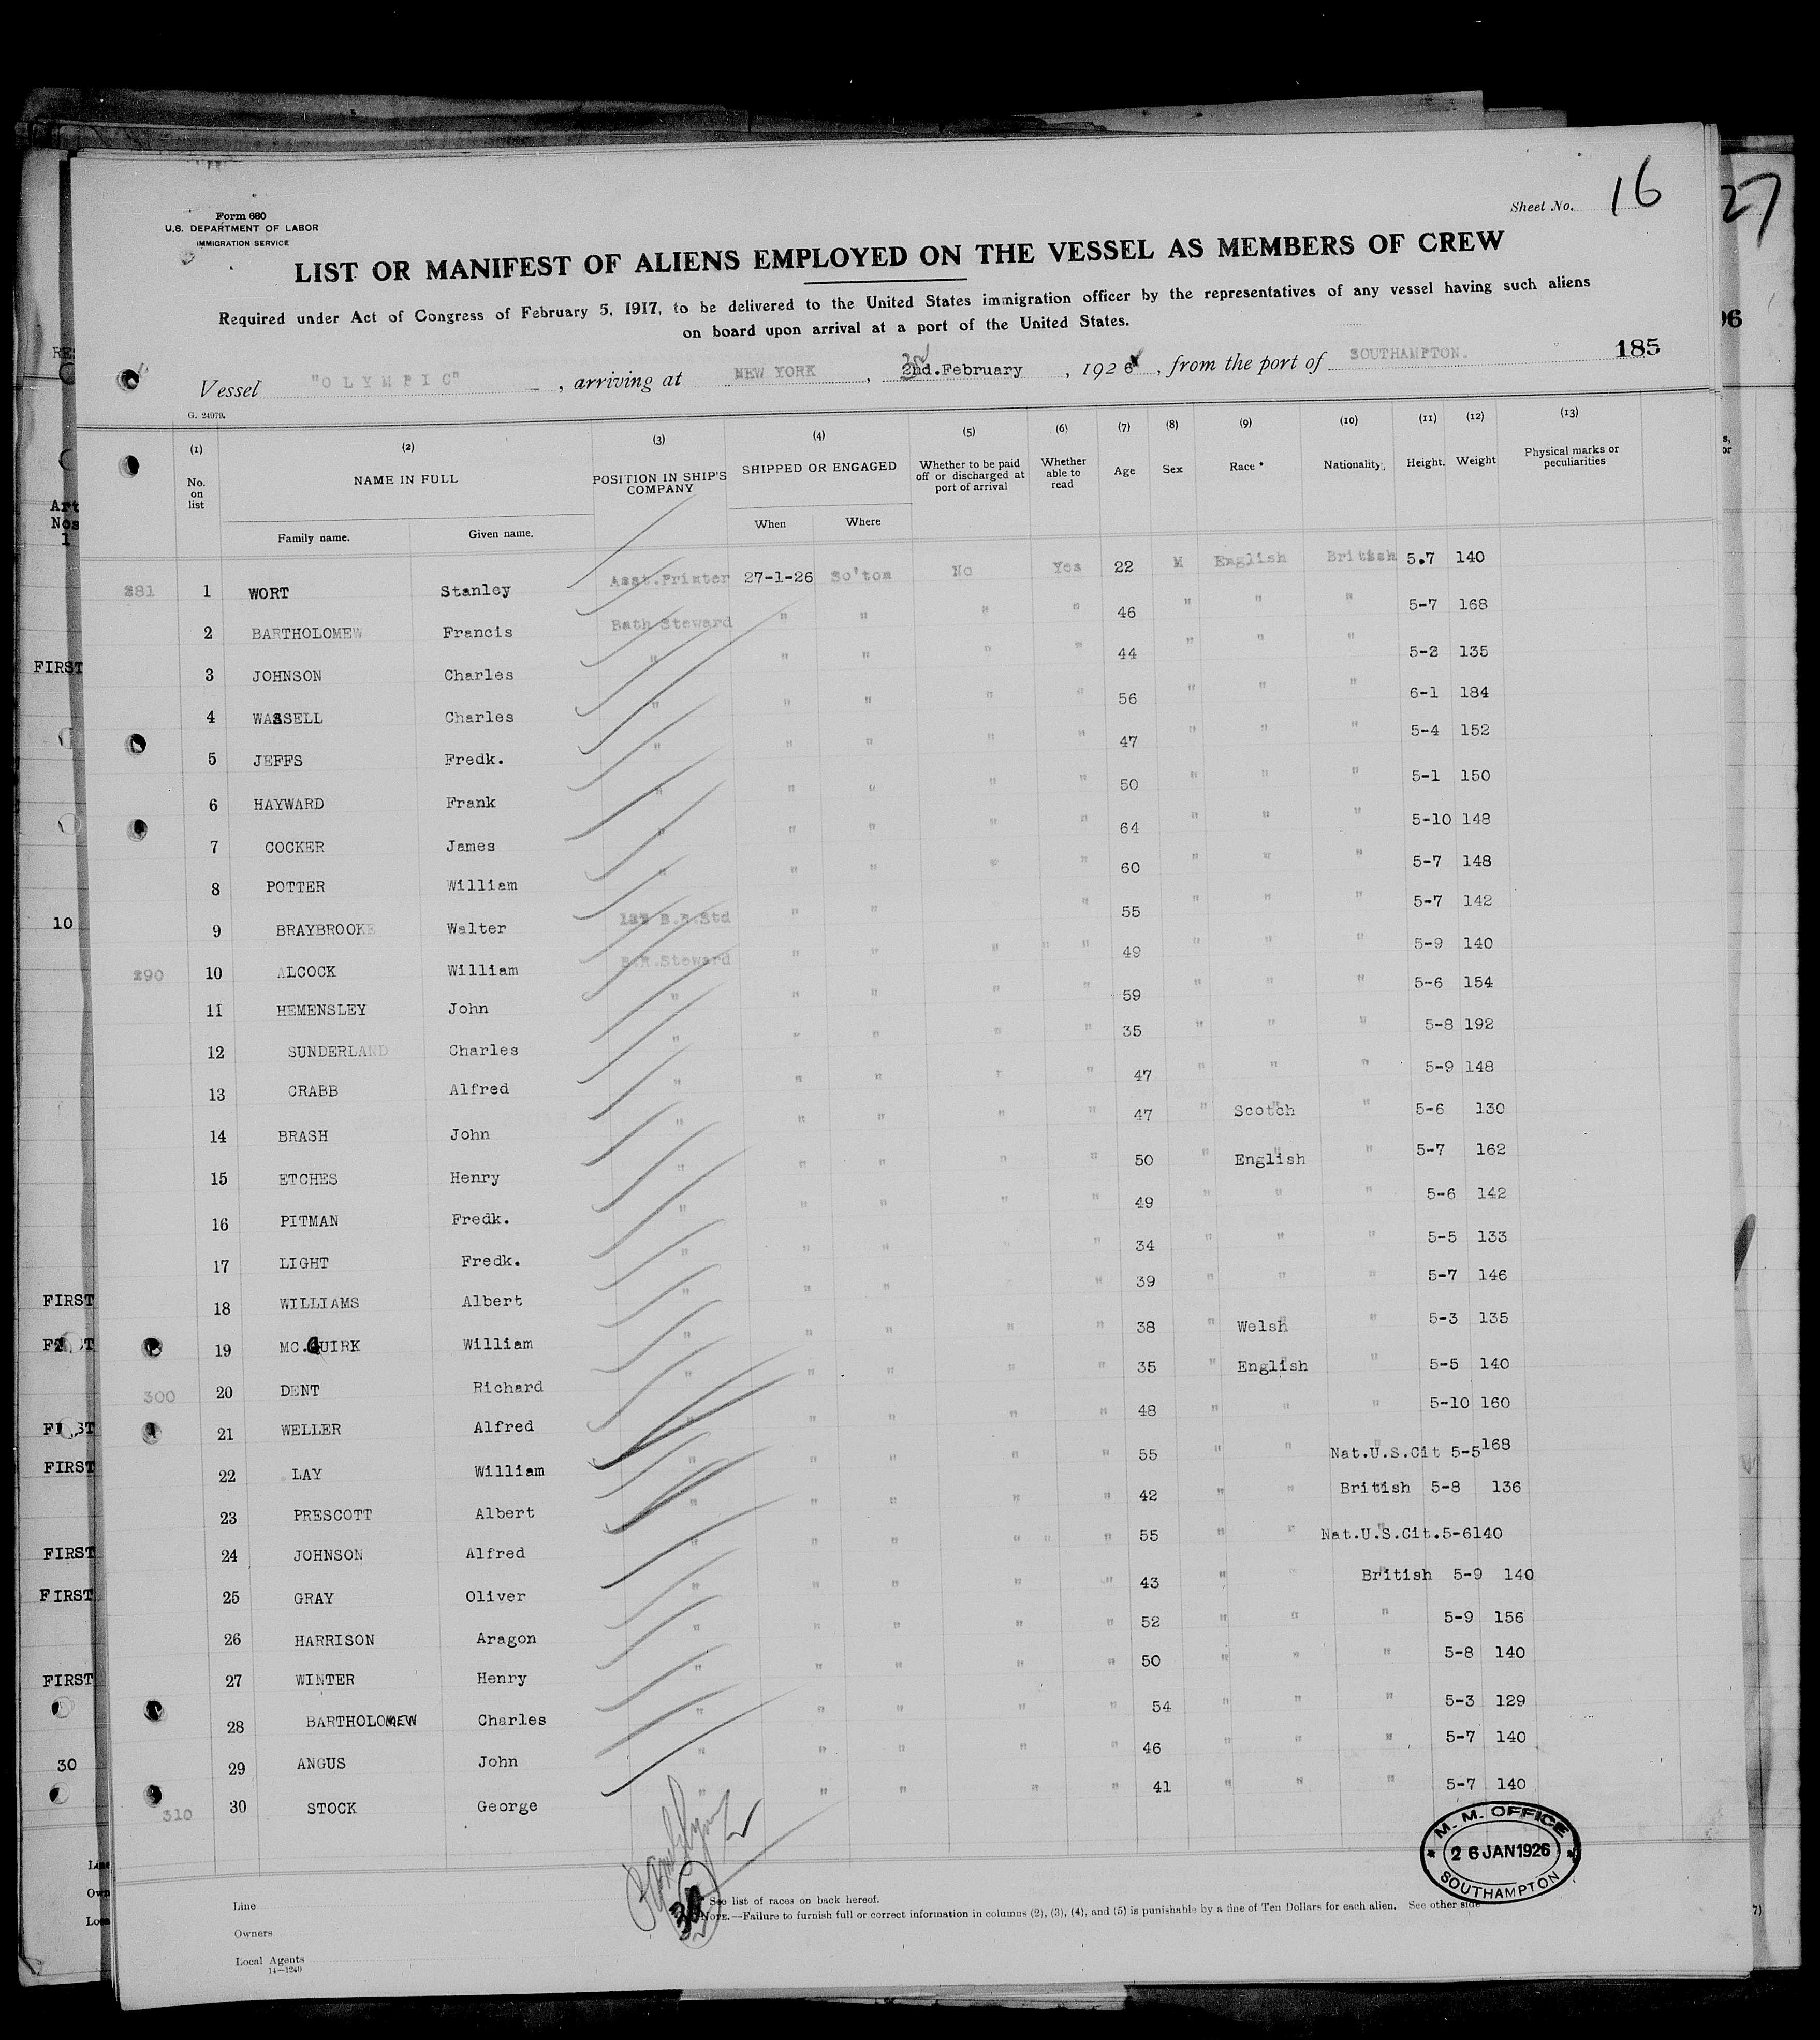 Form 680
U.S. DEPARTMENT OF LABOR
IMMIGRATION SERVICE
Sheet No. 16
27
LIST OR MANIFEST OF ALIENS EMPLOYED ON THE VESSEL AS MEMBERS OF CREW
Required under Act of Congress of February 5, 1917, to be delivered to the United States immigration officer by the representatives of any vessel having such aliens
on board upon arrival at a port of the United States.
185
Vessel "OLYMPIC", arriving at NEW YORK, February, 1926, from the port of SOUTHAMPTON.
G. 24979.
(1) (2) (3) (4) (5) (6) (7) (8) (9) (10) (11) (12) (13)
No. on list NAME IN FULL POSITION IN SHIP'S COMPANY SHIPPED OR ENGAGED Whether to be paid off or discharged at port of arrival Whether able to read Age Sex Race * Nationality. Height. Weight Physical marks or peculiarities
Family name. Given name. When Where
281 1 WORT Stanley Asst.Printer 27-1-26 So'ton No Yes 22 M English British 5.7 140
2 BARTHOLOMEW Francis Bath Steward " " " " 46 " " " 5-7 168
3 JOHNSON Charles " " " " " 44 " " " 5-2 135
4 WASSELL Charles " " " " " 56 " " " 6-1 184
5 JEFFS Fredk. " " " " " 47 " " " 5-4 152
6 HAYWARD Frank " " " " " 50 " " " 5-1 150
7 COCKER James " " " " " 64 " " " 5-10 148
8 POTTER William " " " " " 60 " " " 5-7 148
9 BRAYBROOKE Walter 1st B.R.Std " " " 55 " " " 5-7 142
290 10 ALCOCK William B.R.Steward " " " " 49 " " " 5-9 140
11 HEMENSLEY John " " " " " 59 " " " 5-6 154
12 SUNDERLAND Charles " " " " " 35 " " " 5-8 192
13 CRABB Alfred " " " " " 47 " " 5-9 148
14 BRASH John " " " " " 47 " Scotch " 5-6 130
15 ETCHES Henry " " " " " 50 " English " 5-7 162
16 PITMAN Fredk. " " " " " 49 " " " 5-6 142
17 LIGHT Fredk. " " " " " 34 " " " 5-5 133
18 WILLIAMS Albert " " " " 39 " " " 5-7 146
19 MC.GUIRK William " " " " " 38 " Welsh " 5-3 135
300 20 DENT Richard " " " " " 35 " English " 5-5 140
21 WELLER Alfred " " " " " 48 " " " 5-10 160
22 LAY William " " " " " 55 " " Nat.U.S.Cit 5-5 168
23 PRESCOTT Albert " " " " " 42 " " British 5-8 136
24 JOHNSON Alfred " " " " " 55 " " Nat.U.S.Cit. 5-6 140
25 GRAY Oliver " " " " " 43 " " British 5-9 140
26 HARRISON Aragon " " " " " 52 " " " 5-9 156
27 WINTER Henry " " " " " 50 " " " 5-8 140
28 BARTHOLOMEW Charles " " " " " 54 " " " 5-3 129
29 ANGUS John " " " " " 46 " " " 5-7 140
310 30 STOCK George " " " " " 41 " " " 5-7 140
M. M. OFFICE
26 JAN 1926
SOUTHAMPTON
30
Line
Owners
Local Agents
14—1240
* See list of races on back hereof.
NOTE.—Failure to furnish full or correct information in columns (2), (3), (4), and (5) is punishable by a fine of Ten Dollars for each alien. See other side
Art
Nos
1
FIRST
10
FIRST
FIRST
FIRST
FIRST
FIRST
30